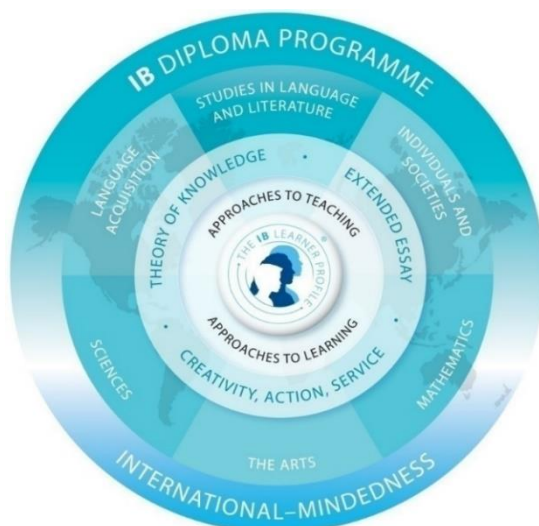 IB DIPLOMA PROGRAMME
STUDIES IN LANGUAGE
AND LITERATURE
LANGUAGE
ACQUISITION
INDIVIDUALS AND
SOCIETIES
THEORY OF KNOWLEDGE
EXTENDED ESSAY
APPROACHES TO TEACHING
THE IB LEARNER PROFILE
®
APPROACHES TO LEARNING
CREATIVITY, ACTION, SERVICE
SCIENCES
MATHEMATICS
THE ARTS
INTERNATIONAL–MINDEDNESS